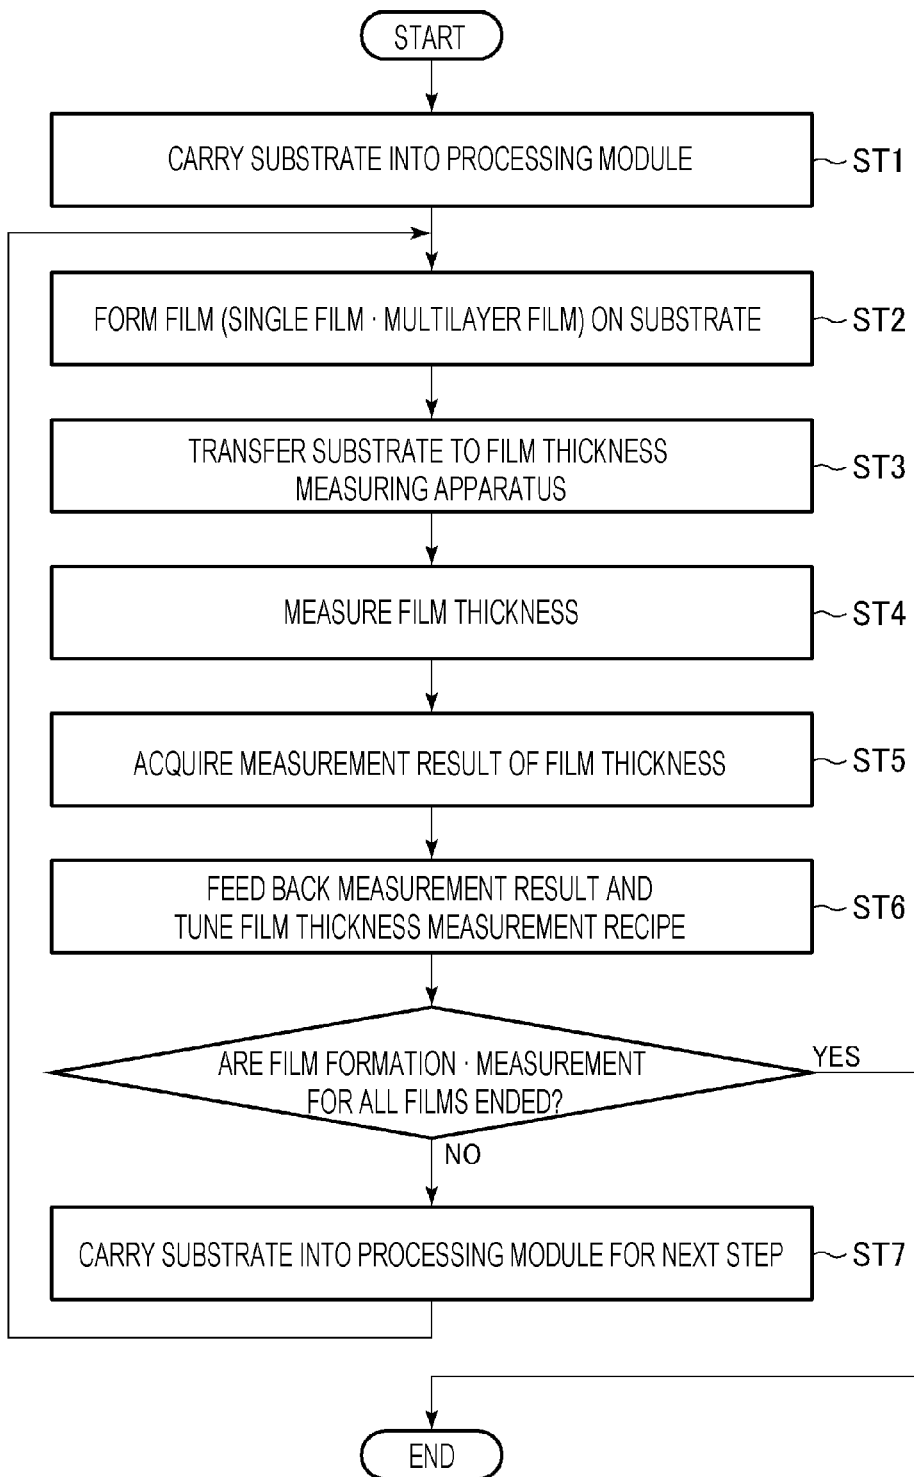 START
CARRY SUBSTRATE INTO PROCESSING MODULE
ST1
FORM FILM (SINGLE FILM · MULTILAYER FILM) ON SUBSTRATE
ST2
TRANSFER SUBSTRATE TO FILM THICKNESS
MEASURING APPARATUS
ST3
MEASURE FILM THICKNESS
ST4
ACQUIRE MEASUREMENT RESULT OF FILM THICKNESS
ST5
FEED BACK MEASUREMENT RESULT AND
TUNE FILM THICKNESS MEASUREMENT RECIPE
ST6
ARE FILM FORMATION · MEASUREMENT
FOR ALL FILMS ENDED?
YES
NO
CARRY SUBSTRATE INTO PROCESSING MODULE FOR NEXT STEP
ST7
END